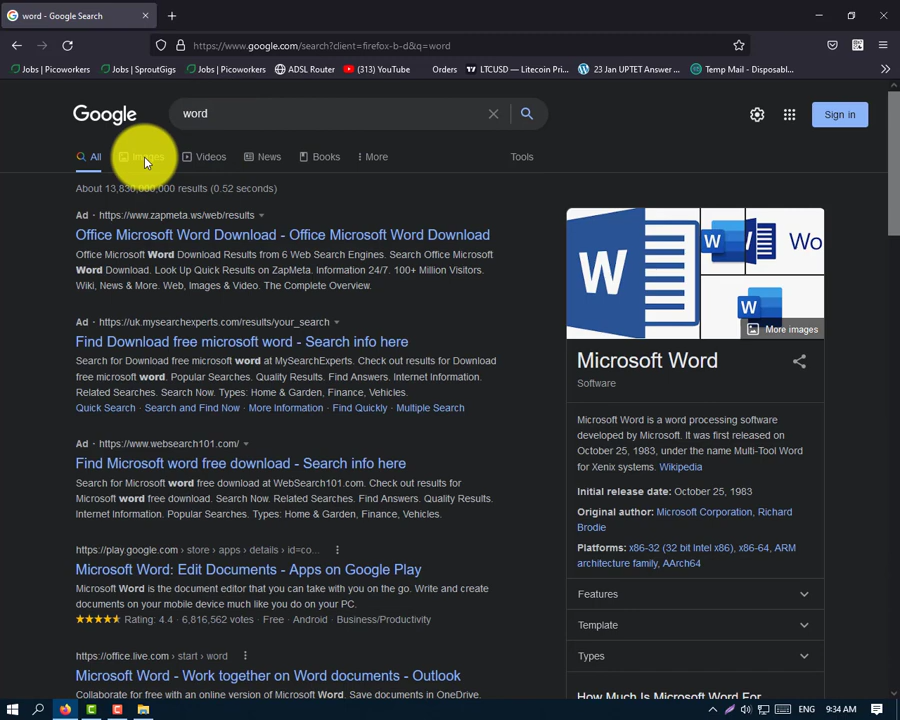 word - Google Search
https://www.google.com/search?client=firefox-b-d&q=word
Jobs | Picoworkers
Jobs | SproutGigs
Jobs | Picoworkers
ADSL Router
(313) YouTube
Orders
LTCUSD — Litecoin Pri...
23 Jan UPTET Answer ...
Temp Mail - Disposabl...
Google
word
Sign in
All
Images
Videos
News
Books
More
Tools
About 13,830,000,000 results (0.52 seconds)
Ad · https://www.zapmeta.ws/web/results
Office Microsoft Word Download - Office Microsoft Word Download
Office Microsoft Word Download Results from 6 Web Search Engines. Search Office Microsoft
Word Download. Look Up Quick Results on ZapMeta. Information 24/7. 100+ Million Visitors.
Wiki, News & More. Web, Images & Video. The Complete Overview.
Ad · https://uk.mysearchexperts.com/results/your_search
Find Download free microsoft word - Search info here
Search for Download free microsoft word at MySearchExperts. Check out results for Download
free microsoft word. Popular Searches. Quality Results. Find Answers. Internet Information.
Related Searches. Search Now. Types: Home & Garden, Finance, Vehicles.
Quick Search · Search and Find Now · More Information · Find Quickly · Multiple Search
Ad · https://www.websearch101.com/
Find Microsoft word free download - Search info here
Search for Microsoft word free download at WebSearch101.com. Check out results for
Microsoft word free download. Search Now. Related Searches. Find Answers. Quality Results.
Internet Information. Popular Searches. Types: Home & Garden, Finance, Vehicles.
https://play.google.com › store › apps › details › id=co...
Microsoft Word: Edit Documents - Apps on Google Play
Microsoft Word is the document editor that you can take with you on the go. Write and create
documents on your mobile device much like you do on your PC.
Rating: 4.4 · 6,816,562 votes · Free · Android · Business/Productivity
https://office.live.com › start › word
Microsoft Word - Work together on Word documents - Outlook
Collaborate for free with an online version of Microsoft Word. Save documents in OneDrive.
W
W
Wo
W
More images
Microsoft Word
Software
Microsoft Word is a word processing software
developed by Microsoft. It was first released on
October 25, 1983, under the name Multi-Tool Word
for Xenix systems. Wikipedia
Initial release date: October 25, 1983
Original author: Microsoft Corporation, Richard
Brodie
Platforms: x86-32 (32 bit Intel x86), x86-64, ARM
architecture family, AArch64
Features
Template
Types
How Much Is Microsoft Word For
ENG
9:34 AM